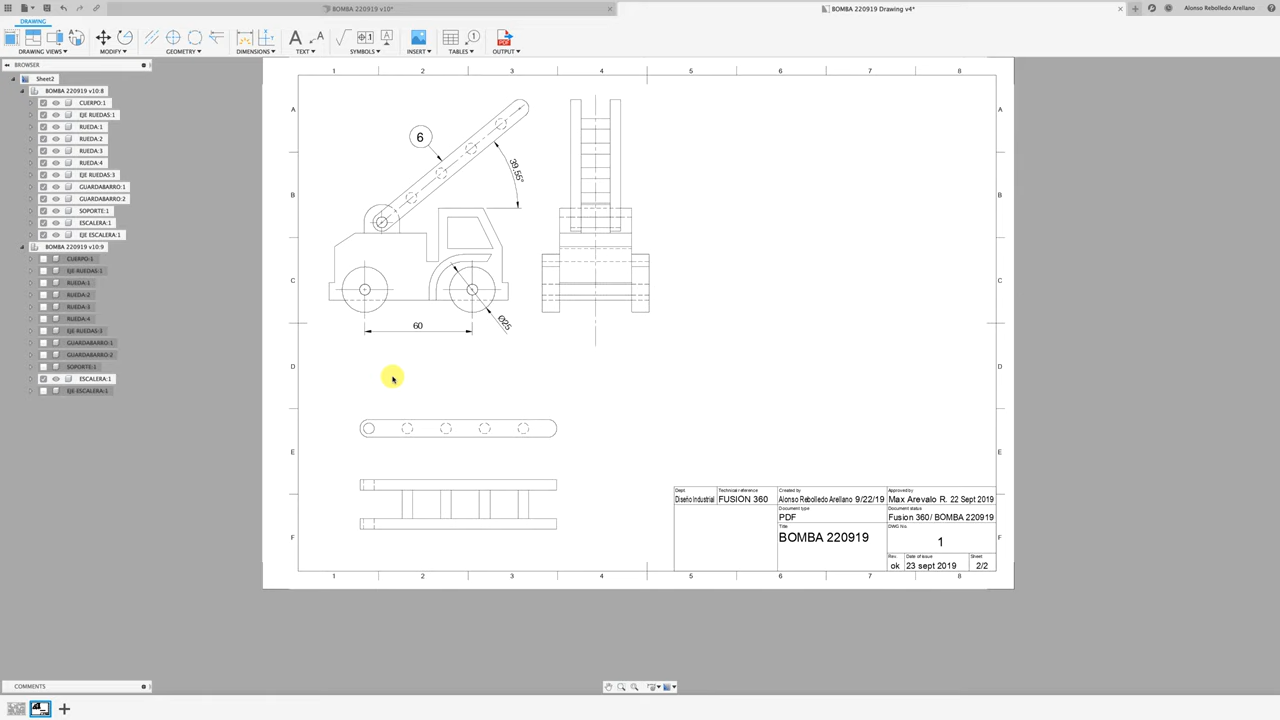 BOMBA 220919 v10*
BOMBA 220919 Drawing v4*
Alonso Rebolledo Arellano
DRAWING
DRAWING VIEWS ▾ MODIFY ▾ GEOMETRY ▾ DIMENSIONS ▾ TEXT ▾ SYMBOLS ▾ INSERT ▾ TABLES ▾ OUTPUT ▾
BROWSER
Sheet2
BOMBA 220919 v10:8
CUERPO:1
EJE RUEDAS:1
RUEDA:1
RUEDA:2
RUEDA:3
RUEDA:4
EJE RUEDAS:3
GUARDABARRO:1
GUARDABARRO:2
SOPORTE:1
ESCALERA:1
EJE ESCALERA:1
BOMBA 220919 v10:9
CUERPO:1
EJE RUEDAS:1
RUEDA:1
RUEDA:2
RUEDA:3
RUEDA:4
EJE RUEDAS:3
GUARDABARRO:1
GUARDABARRO:2
SOPORTE:1
ESCALERA:1
EJE ESCALERA:1
1 2 3 4 5 6 7 8
A A
6
39.56°
B B
C C
Ø25
60
D D
E E
Dept. Technical reference Created by Approved by
Diseño Industrial FUSION 360 Alonso Rebolledo Arellano 9/22/19 Max Arevalo R. 22 Sept 2019
Document type Document status
PDF Fusion 360/ BOMBA 220919
Title DWG No.
BOMBA 220919 1
F F
Rev. Date of issue Sheet
ok 23 sept 2019 2/2
1 2 3 4 5 6 7 8
COMMENTS